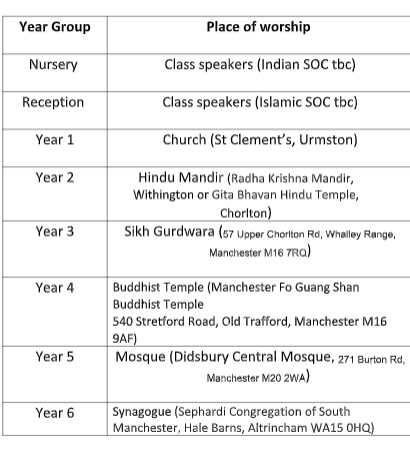 Year Group Place of worship
Nursery Class speakers (Indian SOC tbc)
Reception Class speakers (Islamic SOC tbc)
Year 1 Church (St Clement's, Urmston)
Year 2 Hindu Mandir (Radha Krishna Mandir,
Withington or Gita Bhavan Hindu Temple,
Chorlton)
Year 3 Sikh Gurdwara (57 Upper Chorlton Rd, Whalley Range,
Manchester M16 7RQ)
Year 4 Buddhist Temple (Manchester Fo Guang Shan
Buddhist Temple
540 Stretford Road, Old Trafford, Manchester M16
9AF)
Year 5 Mosque (Didsbury Central Mosque, 271 Burton Rd,
Manchester M20 2WA)
Year 6 Synagogue (Sephardi Congregation of South
Manchester, Hale Barns, Altrincham WA15 0HQ)